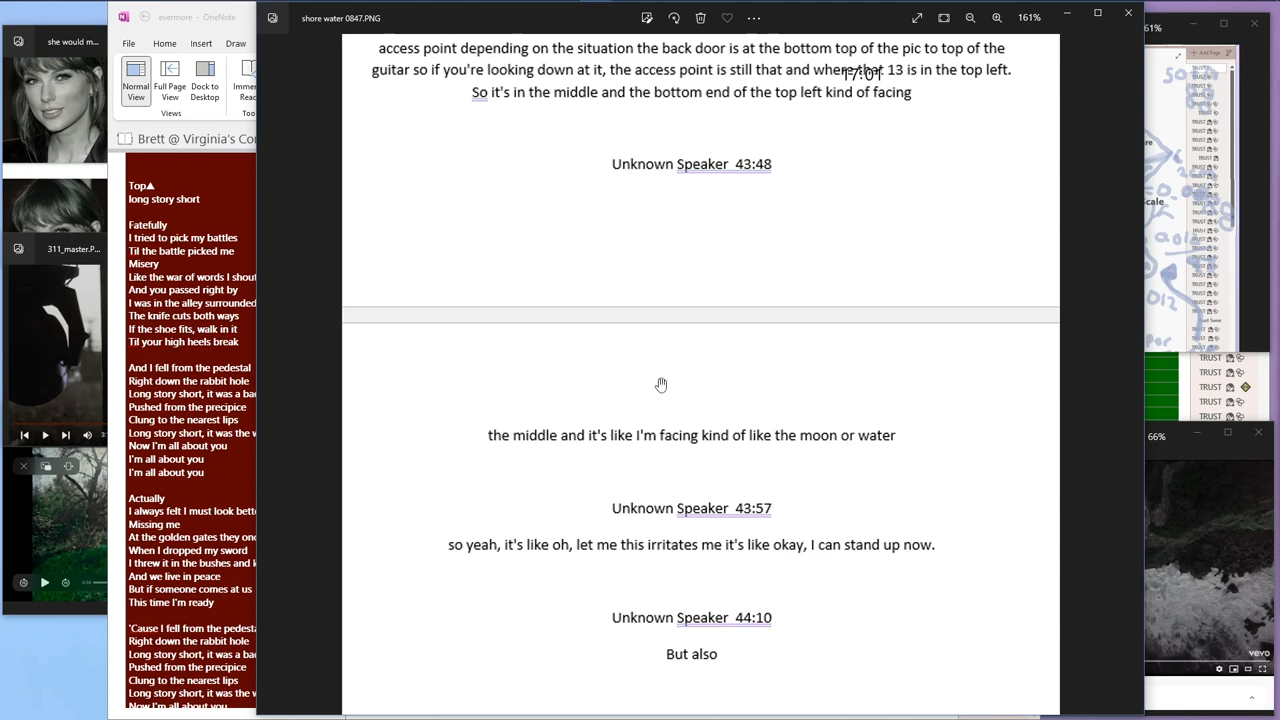 shore water 0847.PNG
161%
access point depending on the situation the back door is at the bottom top of the pic to top of the
guitar so if you're looking down at it, the access point is still that and where that 13 is in the top left.
17:01
So it's in the middle and the bottom end of the top left kind of facing
Unknown Speaker 43:48
the middle and it's like I'm facing kind of like the moon or water
Unknown Speaker 43:57
so yeah, it's like oh, let me this irritates me it's like okay, I can stand up now.
Unknown Speaker 44:10
But also
she would m...
311_master.P...
evermore - OneNote
File Home Insert Draw
Normal View
Full Page View
Dock to Desktop
Views
Brett @ Virginia's Co
Top▲
long story short
Fatefully
I tried to pick my battles
Til the battle picked me
Misery
Like the war of words I shou
And you passed right by
I was in the alley surrounded
The knife cuts both ways
If the shoe fits, walk in it
Til your high heels break
And I fell from the pedestal
Right down the rabbit hole
Long story short, it was a ba
Pushed from the precipice
Clung to the nearest lips
Long story short, it was the w
Now I'm all about you
I'm all about you
I'm all about you
Actually
I always felt I must look bett
Missing me
At the golden gates they on
When I dropped my sword
I threw it in the bushes and k
And we live in peace
But if someone comes at us
This time I'm ready
'Cause I fell from the pedesta
Right down the rabbit hole
Long story short, it was a ba
Pushed from the precipice
Clung to the nearest lips
Long story short, it was the w
Now I'm all about you
61%
Add Page
TRUST
TRUST
TRUST
TRUST
TRUST
66%
vevo